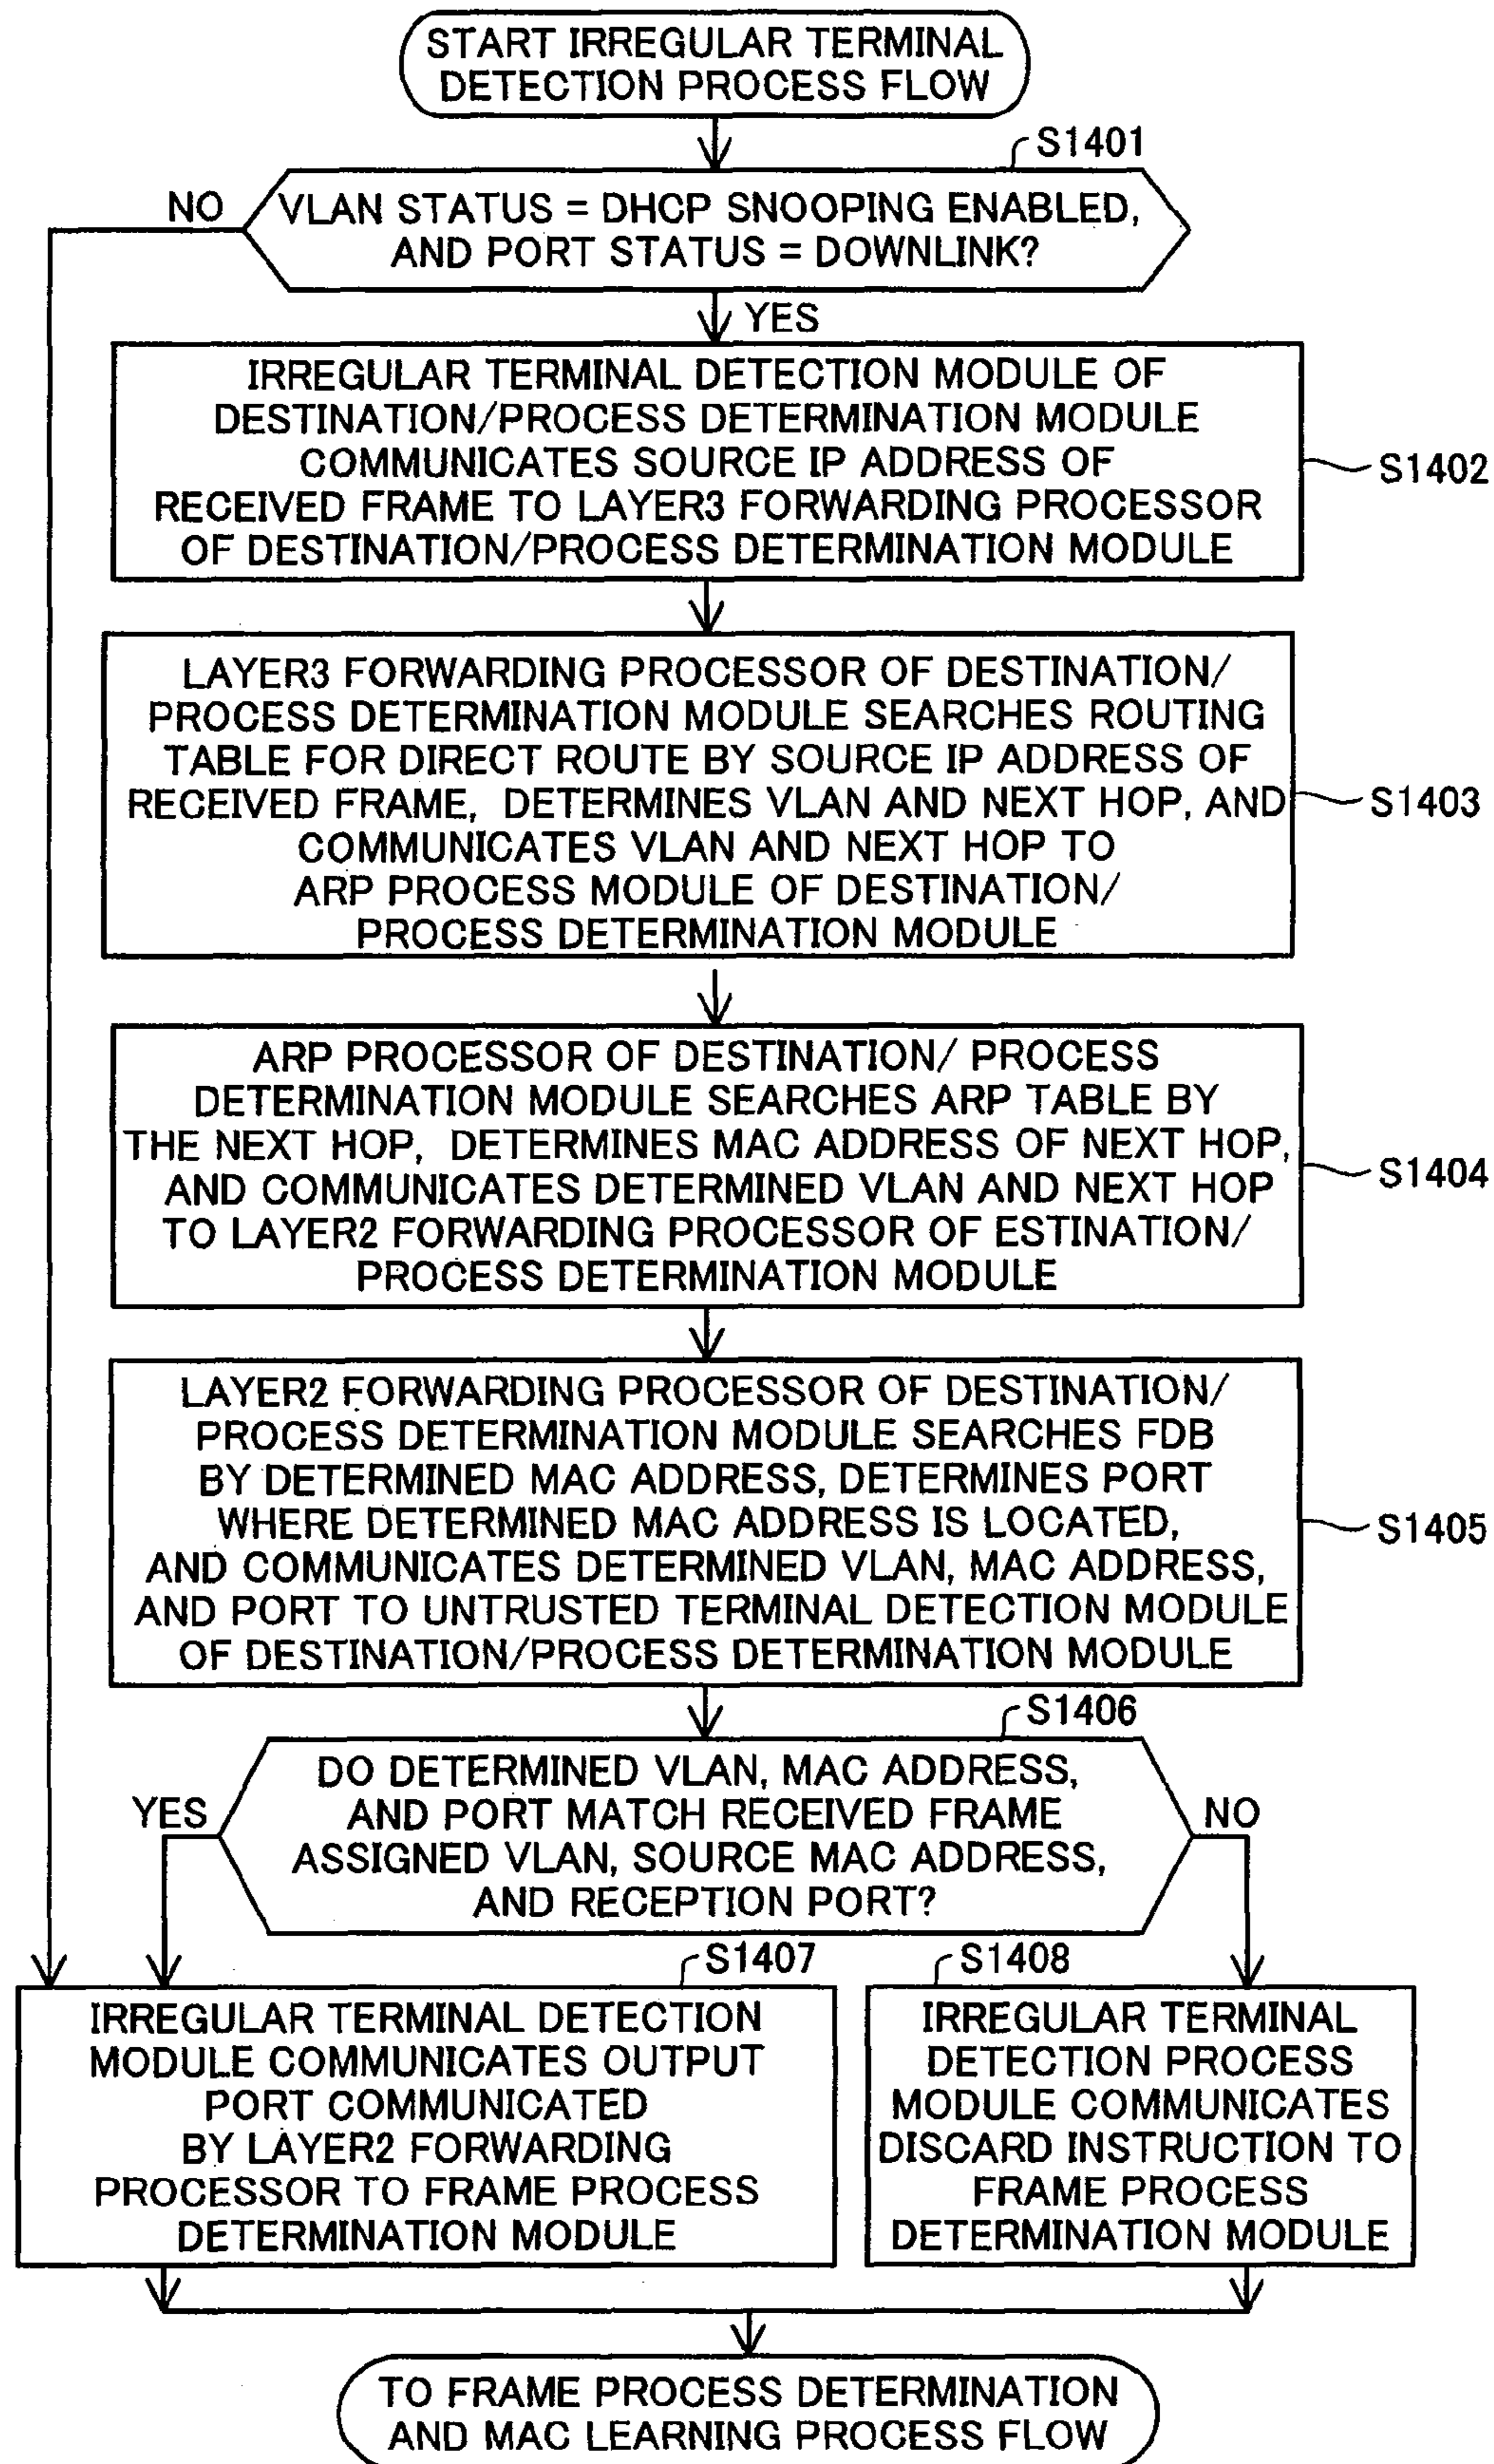 START IRREGULAR TERMINAL
DETECTION PROCESS FLOW
S1401
NO
VLAN STATUS = DHCP SNOOPING ENABLED,
AND PORT STATUS = DOWNLINK?
YES
IRREGULAR TERMINAL DETECTION MODULE OF
DESTINATION/PROCESS DETERMINATION MODULE
COMMUNICATES SOURCE IP ADDRESS OF
RECEIVED FRAME TO LAYER3 FORWARDING PROCESSOR
OF DESTINATION/PROCESS DETERMINATION MODULE
S1402
LAYER3 FORWARDING PROCESSOR OF DESTINATION/
PROCESS DETERMINATION MODULE SEARCHES ROUTING
TABLE FOR DIRECT ROUTE BY SOURCE IP ADDRESS OF
RECEIVED FRAME, DETERMINES VLAN AND NEXT HOP, AND
COMMUNICATES VLAN AND NEXT HOP TO
ARP PROCESS MODULE OF DESTINATION/
PROCESS DETERMINATION MODULE
S1403
ARP PROCESSOR OF DESTINATION/ PROCESS
DETERMINATION MODULE SEARCHES ARP TABLE BY
THE NEXT HOP, DETERMINES MAC ADDRESS OF NEXT HOP,
AND COMMUNICATES DETERMINED VLAN AND NEXT HOP
TO LAYER2 FORWARDING PROCESSOR OF ESTINATION/
PROCESS DETERMINATION MODULE
S1404
LAYER2 FORWARDING PROCESSOR OF DESTINATION/
PROCESS DETERMINATION MODULE SEARCHES FDB
BY DETERMINED MAC ADDRESS, DETERMINES PORT
WHERE DETERMINED MAC ADDRESS IS LOCATED,
AND COMMUNICATES DETERMINED VLAN, MAC ADDRESS,
AND PORT TO UNTRUSTED TERMINAL DETECTION MODULE
OF DESTINATION/PROCESS DETERMINATION MODULE
S1405
S1406
YES
DO DETERMINED VLAN, MAC ADDRESS,
AND PORT MATCH RECEIVED FRAME
ASSIGNED VLAN, SOURCE MAC ADDRESS,
AND RECEPTION PORT?
NO
S1407
IRREGULAR TERMINAL DETECTION
MODULE COMMUNICATES OUTPUT
PORT COMMUNICATED
BY LAYER2 FORWARDING
PROCESSOR TO FRAME PROCESS
DETERMINATION MODULE
S1408
IRREGULAR TERMINAL
DETECTION PROCESS
MODULE COMMUNICATES
DISCARD INSTRUCTION TO
FRAME PROCESS
DETERMINATION MODULE
TO FRAME PROCESS DETERMINATION
AND MAC LEARNING PROCESS FLOW